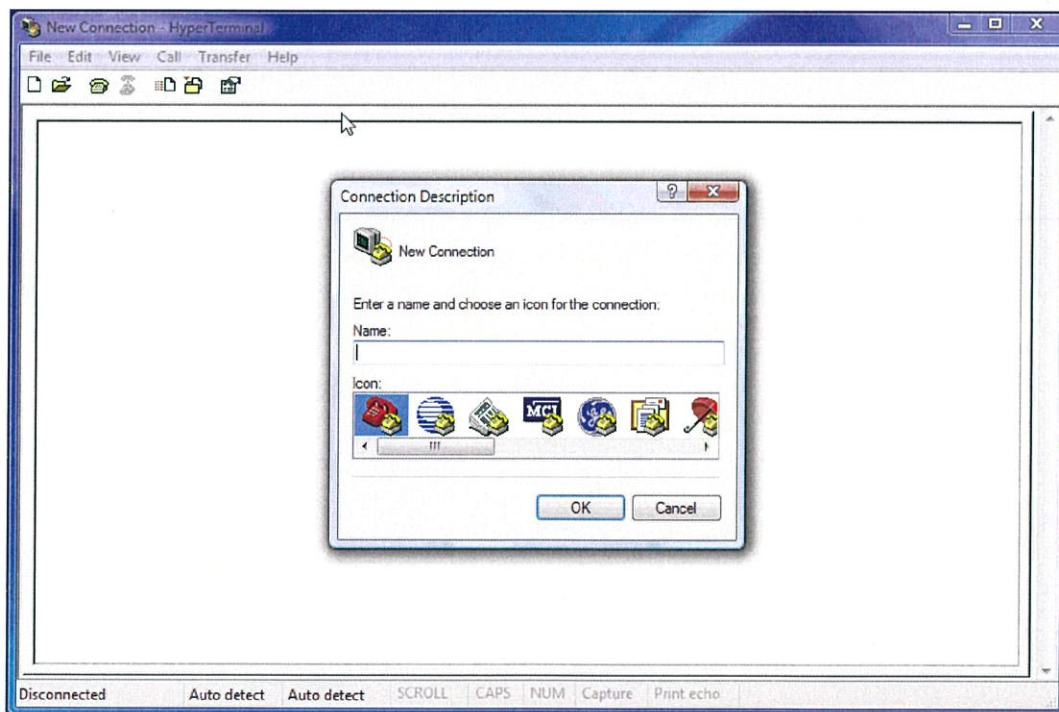 New Connection - HyperTerminal
File Edit View Call Transfer Help
Connection Description
New Connection
Enter a name and choose an icon for the connection:
Name:
Icon:
MCI
OK Cancel
Disconnected Auto detect Auto detect SCROLL CAPS NUM Capture Print echo